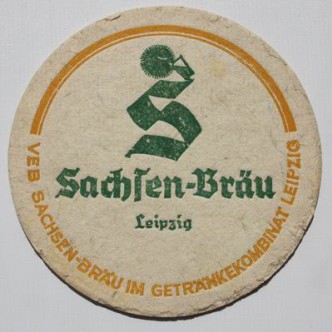 Sachsen-Bräu
Leipzig
VEB SACHSEN-BRÄU IM GETRÄNKEKOMBINAT LEIPZIG